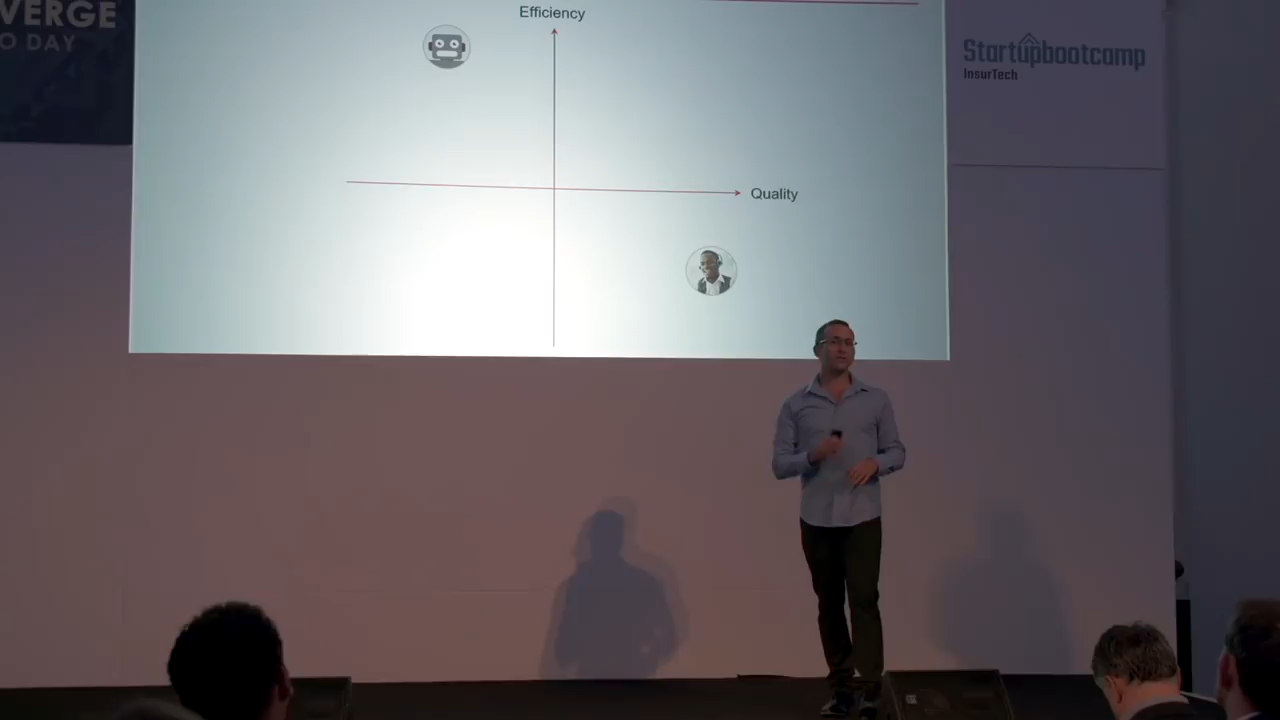 VERGE
O DAY
Efficiency
Quality
Startupbootcamp
InsurTech